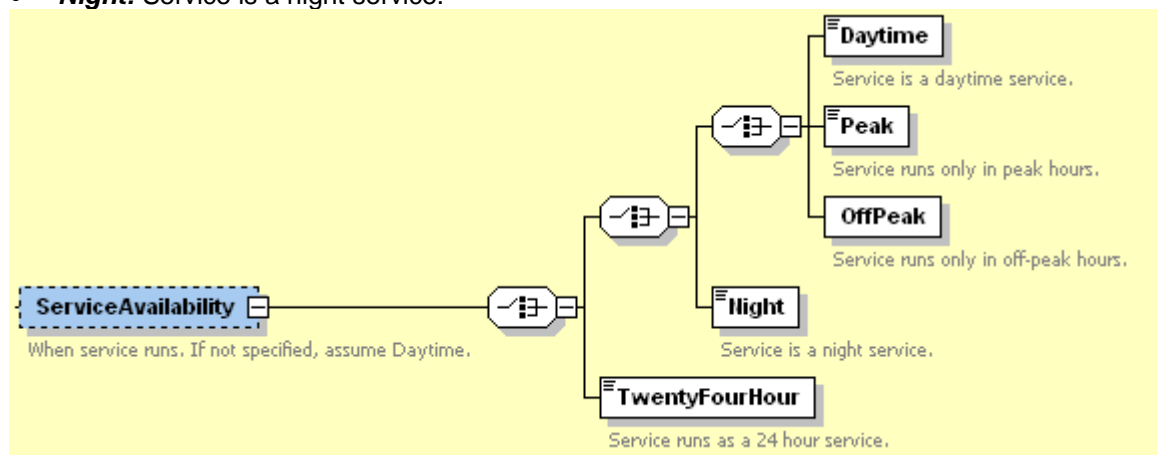 • Night: Service is a night service.
Daytime
Service is a daytime service.
Peak
Service runs only in peak hours.
OffPeak
Service runs only in off-peak hours.
ServiceAvailability
When service runs. If not specified, assume Daytime.
Night
Service is a night service.
TwentyFourHour
Service runs as a 24 hour service.